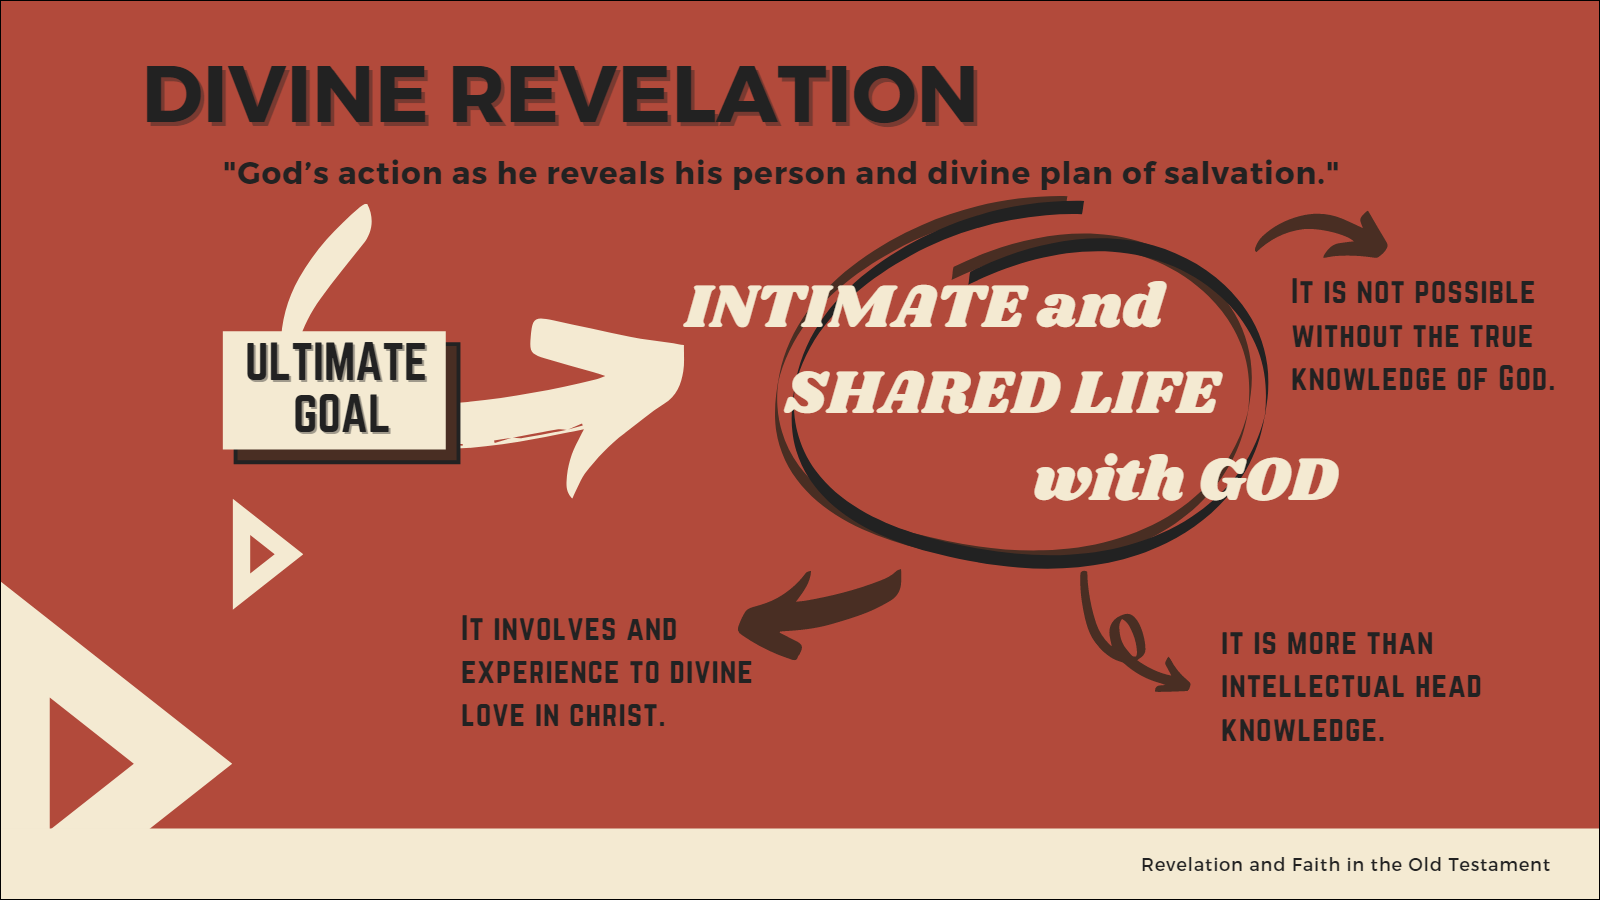 DIVINE REVELATION
"God’s action as he reveals his person and divine plan of salvation."
ULTIMATE
GOAL
INTIMATE and
SHARED LIFE
with GOD
It is not possible
without the true
knowledge of God.
It involves and
experience to divine
love in christ.
it is more than
intellectual head
knowledge.
Revelation and Faith in the Old Testament